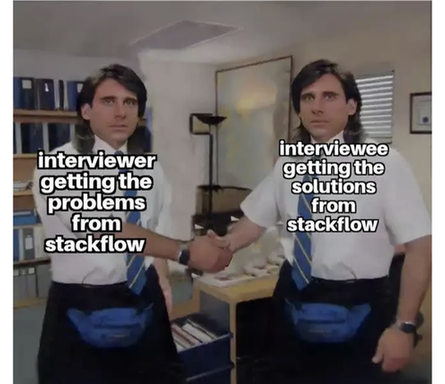 interviewer
getting the
problems
from
stackflow
interviewee
getting the
solutions
from
stackflow